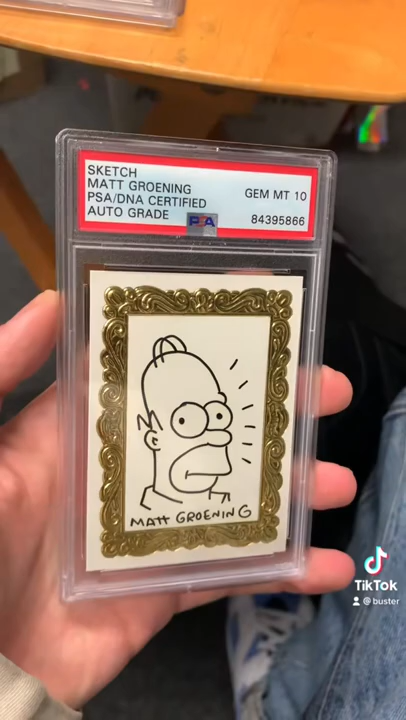 SKETCH
MATT GROENING
PSA/DNA CERTIFIED
AUTO GRADE
GEM MT 10
PSA
84395866
MATT GROENING
TikTok
@buster